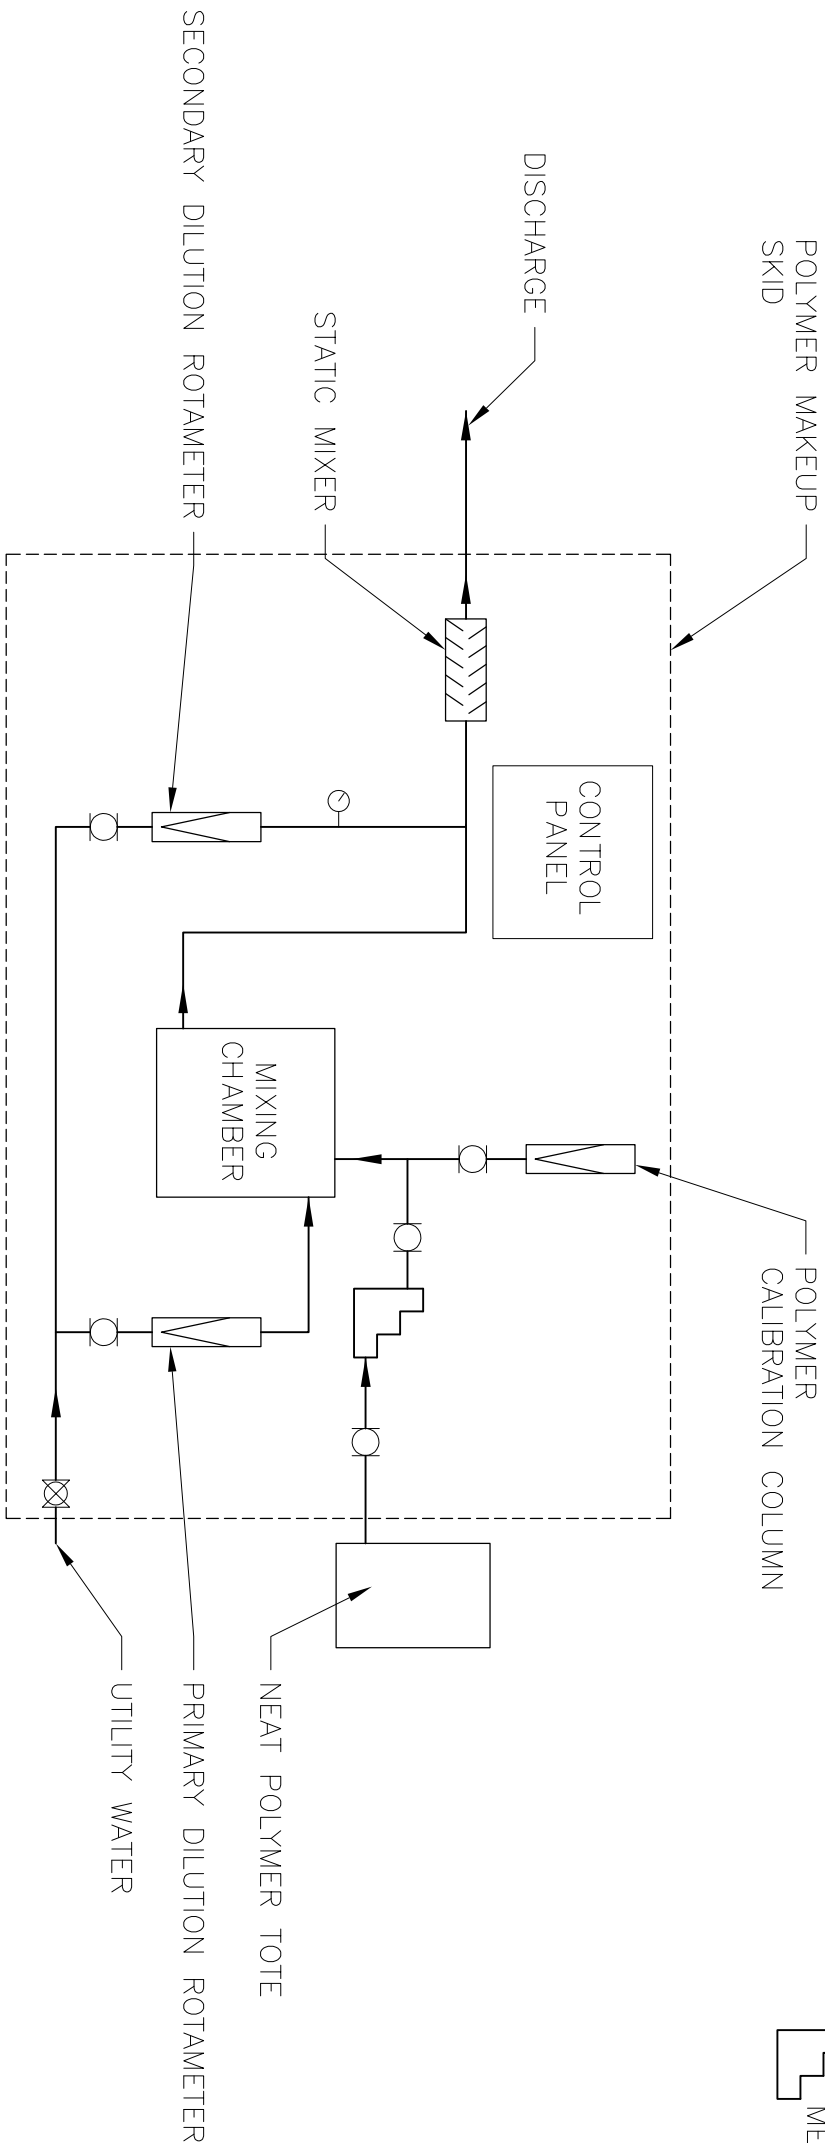 POLYMER MAKEUP
SKID
POLYMER
CALIBRATION COLUMN
DISCHARGE
CONTROL
PANEL
STATIC MIXER
MIXING
CHAMBER
NEAT POLYMER TOTE
SECONDARY DILUTION ROTAMETER
PRIMARY DILUTION ROTAMETER
UTILITY WATER